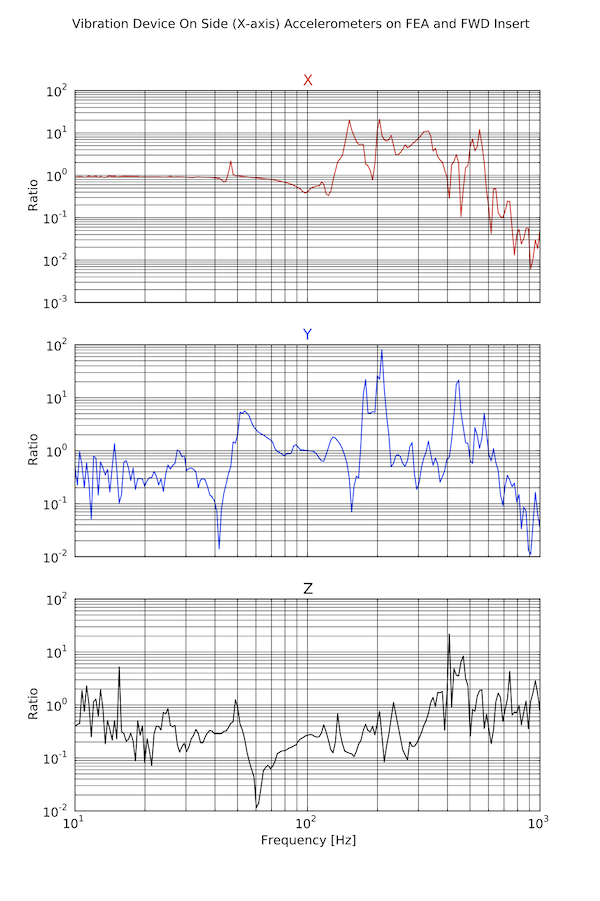 Vibration Device On Side (X-axis) Accelerometers on FEA and FWD Insert
X
10^2
10^1
10^0
10^-1
10^-2
10^-3
Ratio
Y
10^2
10^1
10^0
10^-1
10^-2
Ratio
Z
10^2
10^1
10^0
10^-1
10^-2
Ratio
10^1 10^2 10^3
Frequency [Hz]